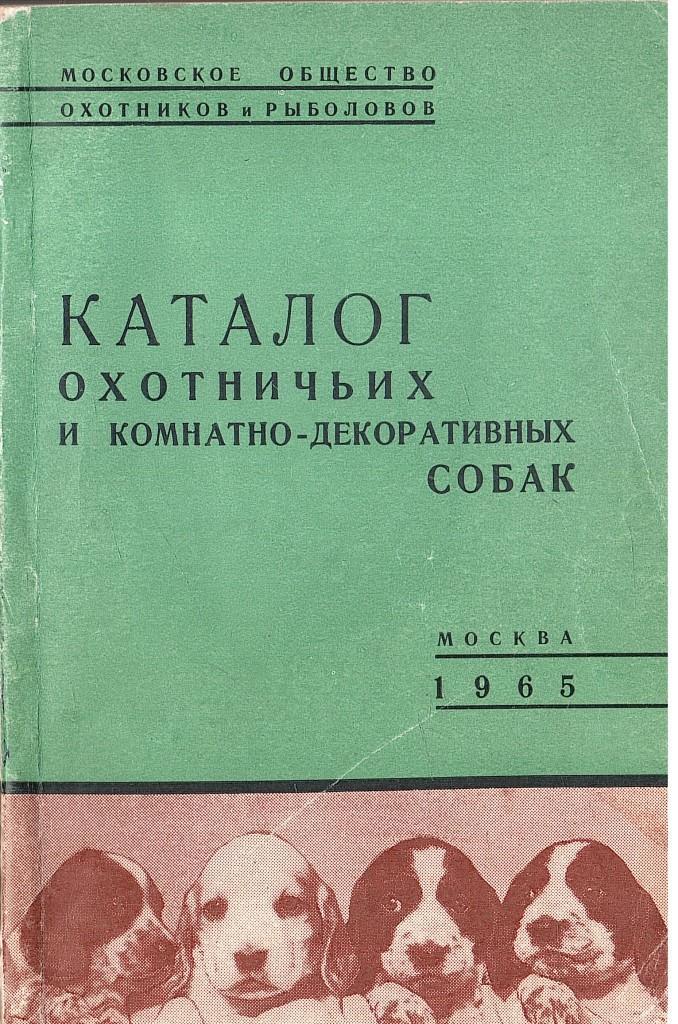 МОСКОВСКОЕ ОБЩЕСТВО
ОХОТНИКОВ и РЫБОЛОВОВ
КАТАЛОГ
ОХОТНИЧЬИХ
И КОМНАТНО-ДЕКОРАТИВНЫХ
СОБАК
МОСКВА
1965